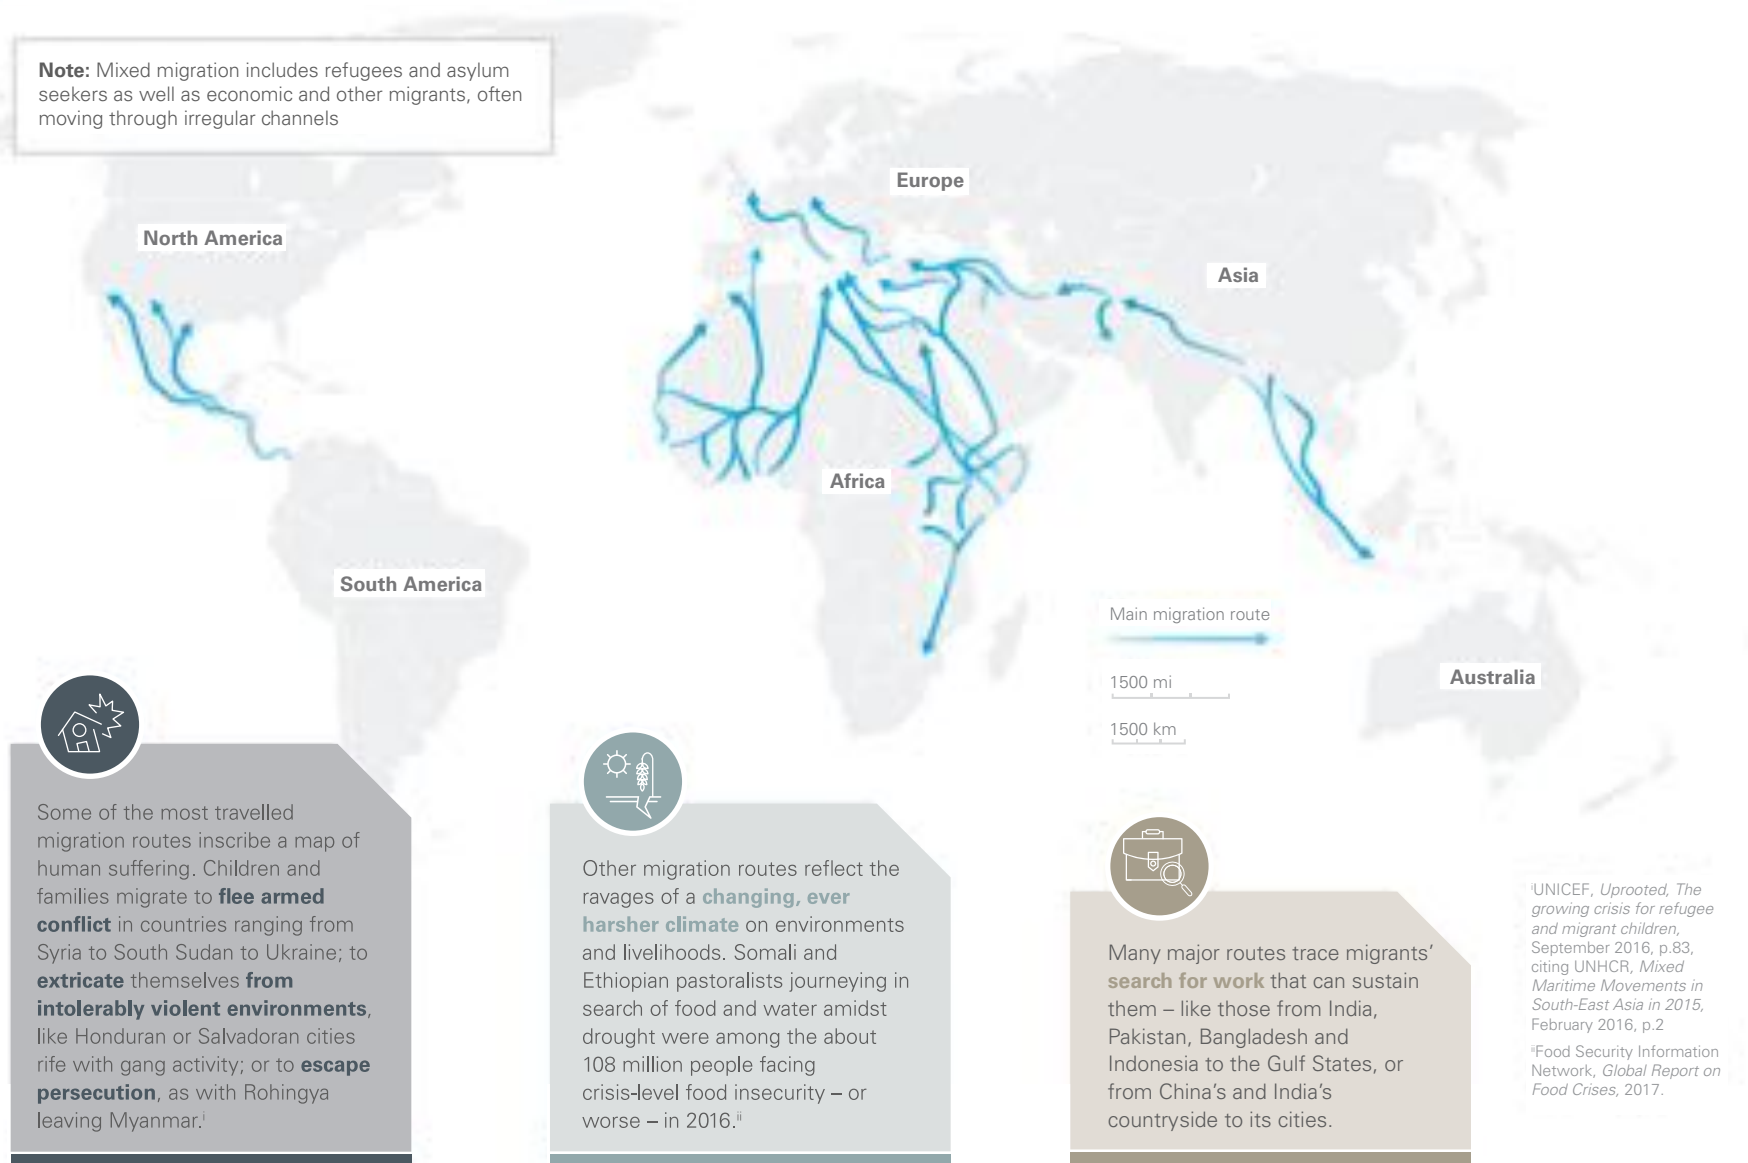 Note: Mixed migration includes refugees and asylum
seekers as well as economic and other migrants, often
moving through irregular channels
Europe
North America
Asia
Africa
South America
Main migration route
1500 mi
1500 km
Australia
Some of the most travelled
migration routes inscribe a map of
human suffering. Children and
families migrate to flee armed
conflict in countries ranging from
Syria to South Sudan to Ukraine; to
extricate themselves from
intolerably violent environments,
like Honduran or Salvadoran cities
rife with gang activity; or to escape
persecution, as with Rohingya
leaving Myanmar.i
Other migration routes reflect the
ravages of a changing, ever
harsher climate on environments
and livelihoods. Somali and
Ethiopian pastoralists journeying in
search of food and water amidst
drought were among the about
108 million people facing
crisis-level food insecurity – or
worse – in 2016.ii
Many major routes trace migrants’
search for work that can sustain
them – like those from India,
Pakistan, Bangladesh and
Indonesia to the Gulf States, or
from China’s and India’s
countryside to its cities.
iUNICEF, Uprooted, The
growing crisis for refugee
and migrant children,
September 2016, p.83,
citing UNHCR, Mixed
Maritime Movements in
South-East Asia in 2015,
February 2016, p.2
iiFood Security Information
Network, Global Report on
Food Crises, 2017.